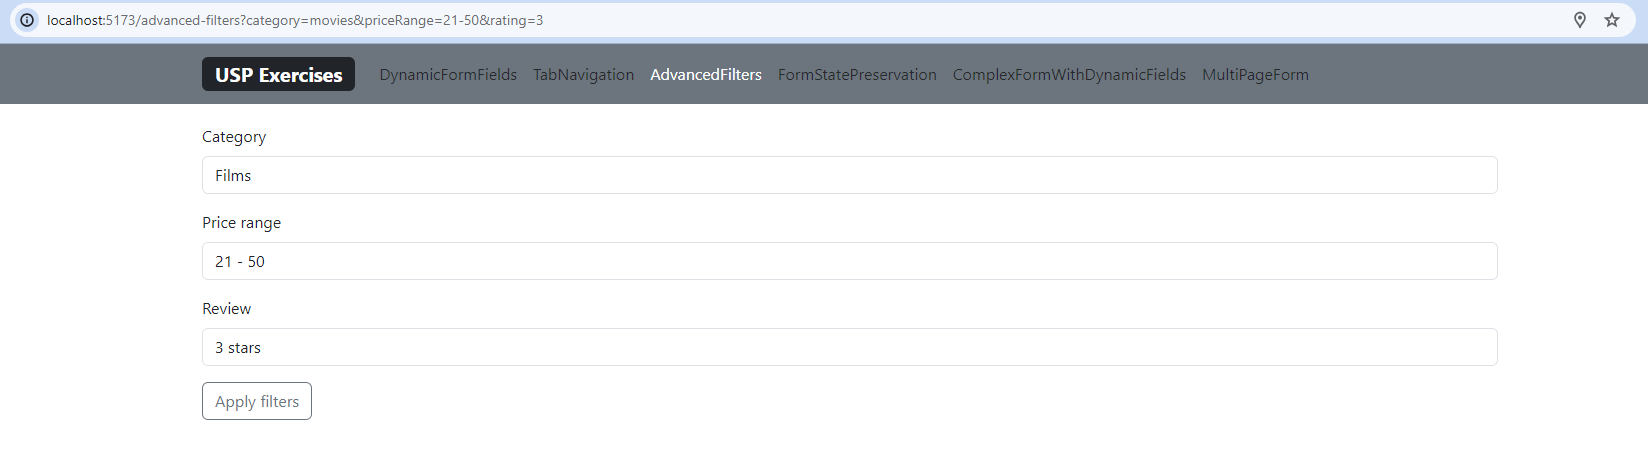 localhost:5173/advanced-filters?category=movies&priceRange=21-50&rating=3
USP Exercises DynamicFormFields TabNavigation AdvancedFilters FormStatePreservation ComplexFormWithDynamicFields MultiPageForm
Category
Films
Price range
21 - 50
Review
3 stars
Apply filters